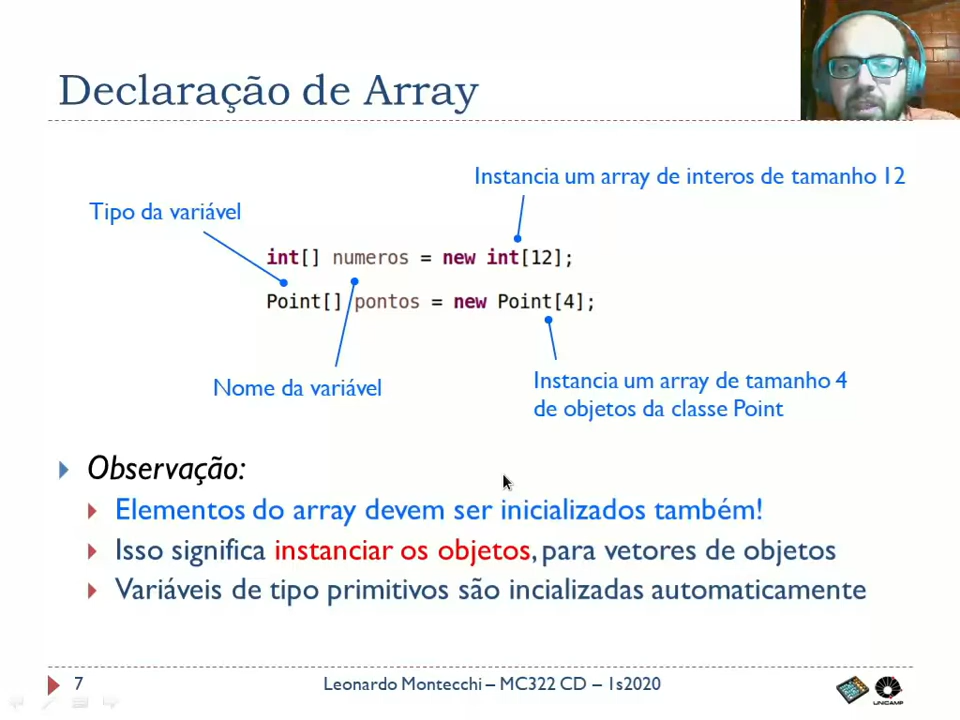 Declaração de Array
Instancia um array de interos de tamanho 12
Tipo da variável
int[] numeros = new int[12];
Point[] pontos = new Point[4];
Nome da variável
Instancia um array de tamanho 4
de objetos da classe Point
Observação:
Elementos do array devem ser inicializados também!
Isso significa instanciar os objetos, para vetores de objetos
Variáveis de tipo primitivos são incializadas automaticamente
7
Leonardo Montecchi – MC322 CD – 1s2020
UNICAMP